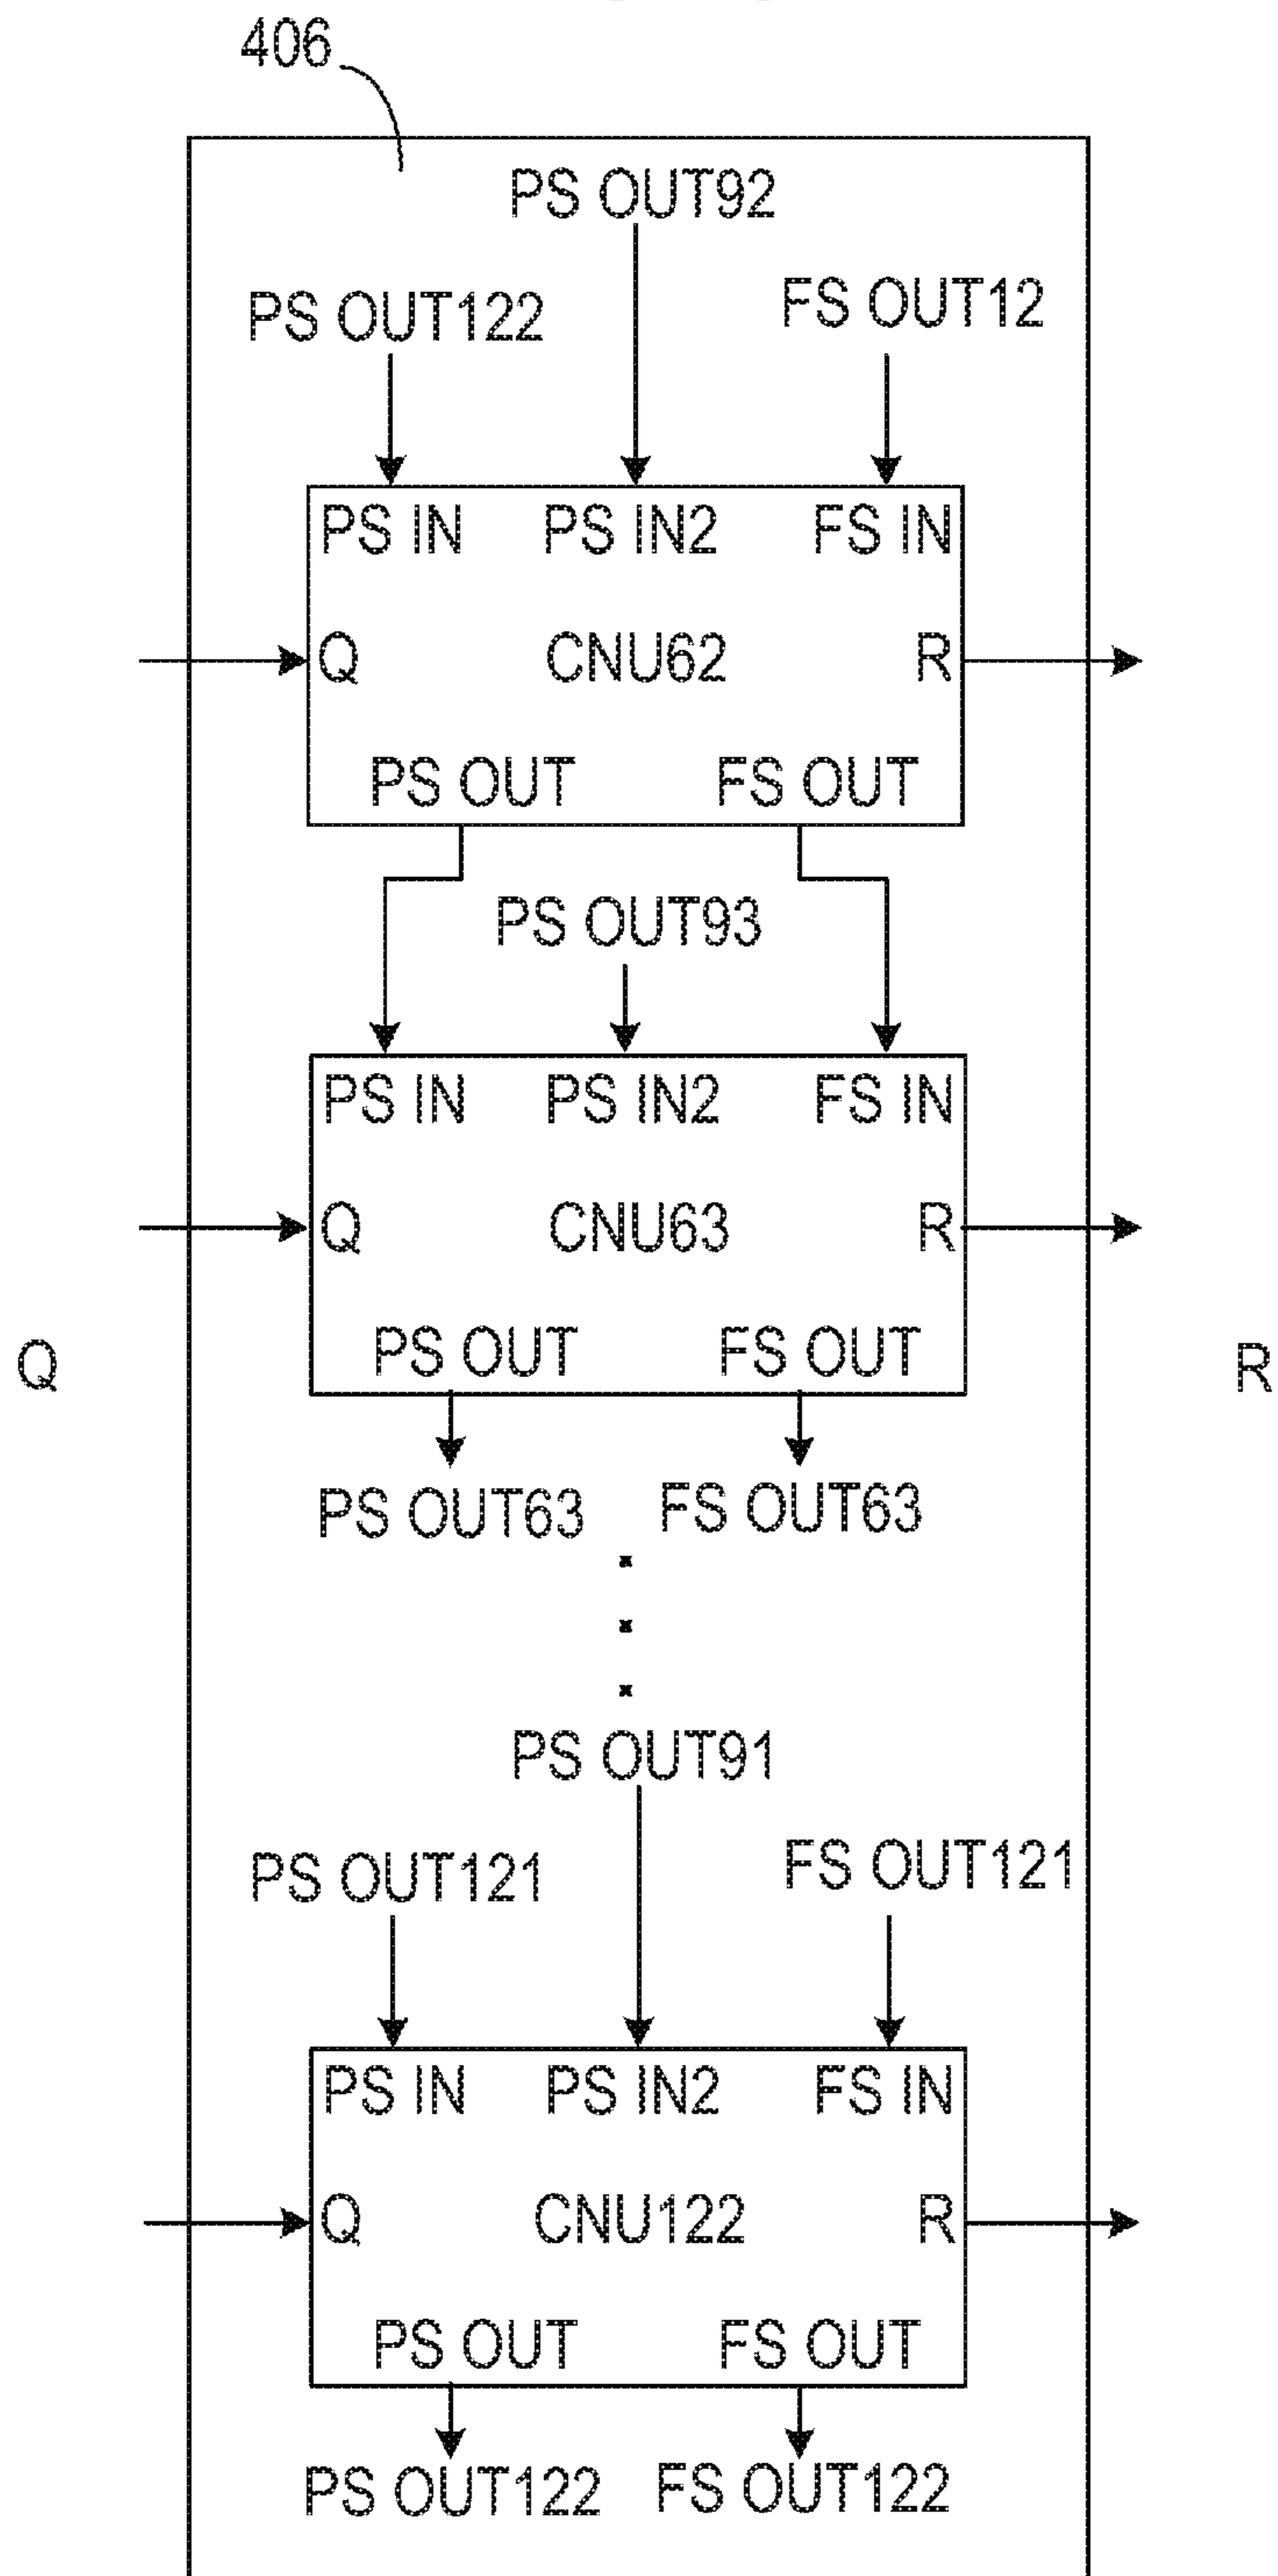 406
PS OUT92
PS OUT122
FS OUT12
PS IN PS IN2 FS IN
Q CNU62 R
PS OUT FS OUT
PS OUT93
PS IN PS IN2 FS IN
Q CNU63 R
PS OUT FS OUT
Q
R
PS OUT63 FS OUT63
PS OUT91
PS OUT121 FS OUT121
PS IN PS IN2 FS IN
Q CNU122 R
PS OUT FS OUT
PS OUT122 FS OUT122